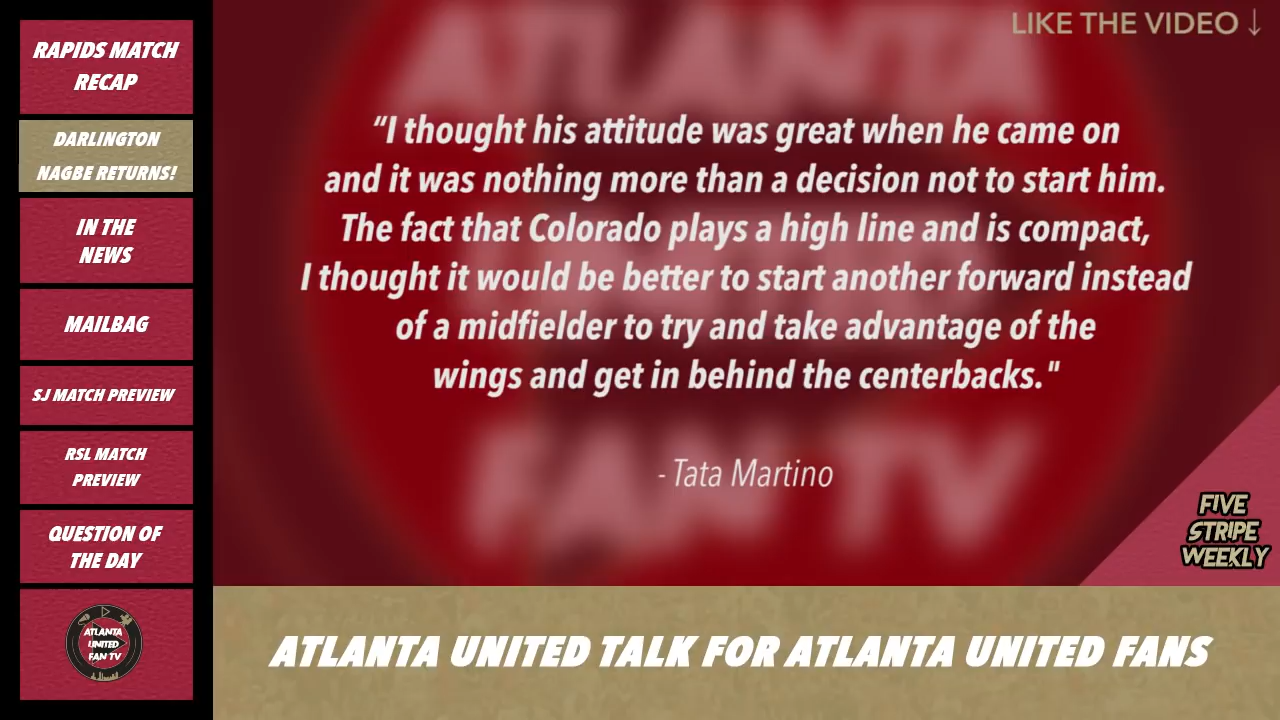 RAPIDS MATCH
RECAP
DARLINGTON
NAGBE RETURNS!
IN THE
NEWS
MAILBAG
SJ MATCH PREVIEW
RSL MATCH
PREVIEW
QUESTION OF
THE DAY
ATLANTA
UNITED
FAN TV
LIKE THE VIDEO ↓
“I thought his attitude was great when he came on
and it was nothing more than a decision not to start him.
The fact that Colorado plays a high line and is compact,
I thought it would be better to start another forward instead
of a midfielder to try and take advantage of the
wings and get in behind the centerbacks."
- Tata Martino
ATLANTA
UNITED
FAN TV
FIVE
STRIPE
WEEKLY
ATLANTA UNITED TALK FOR ATLANTA UNITED FANS